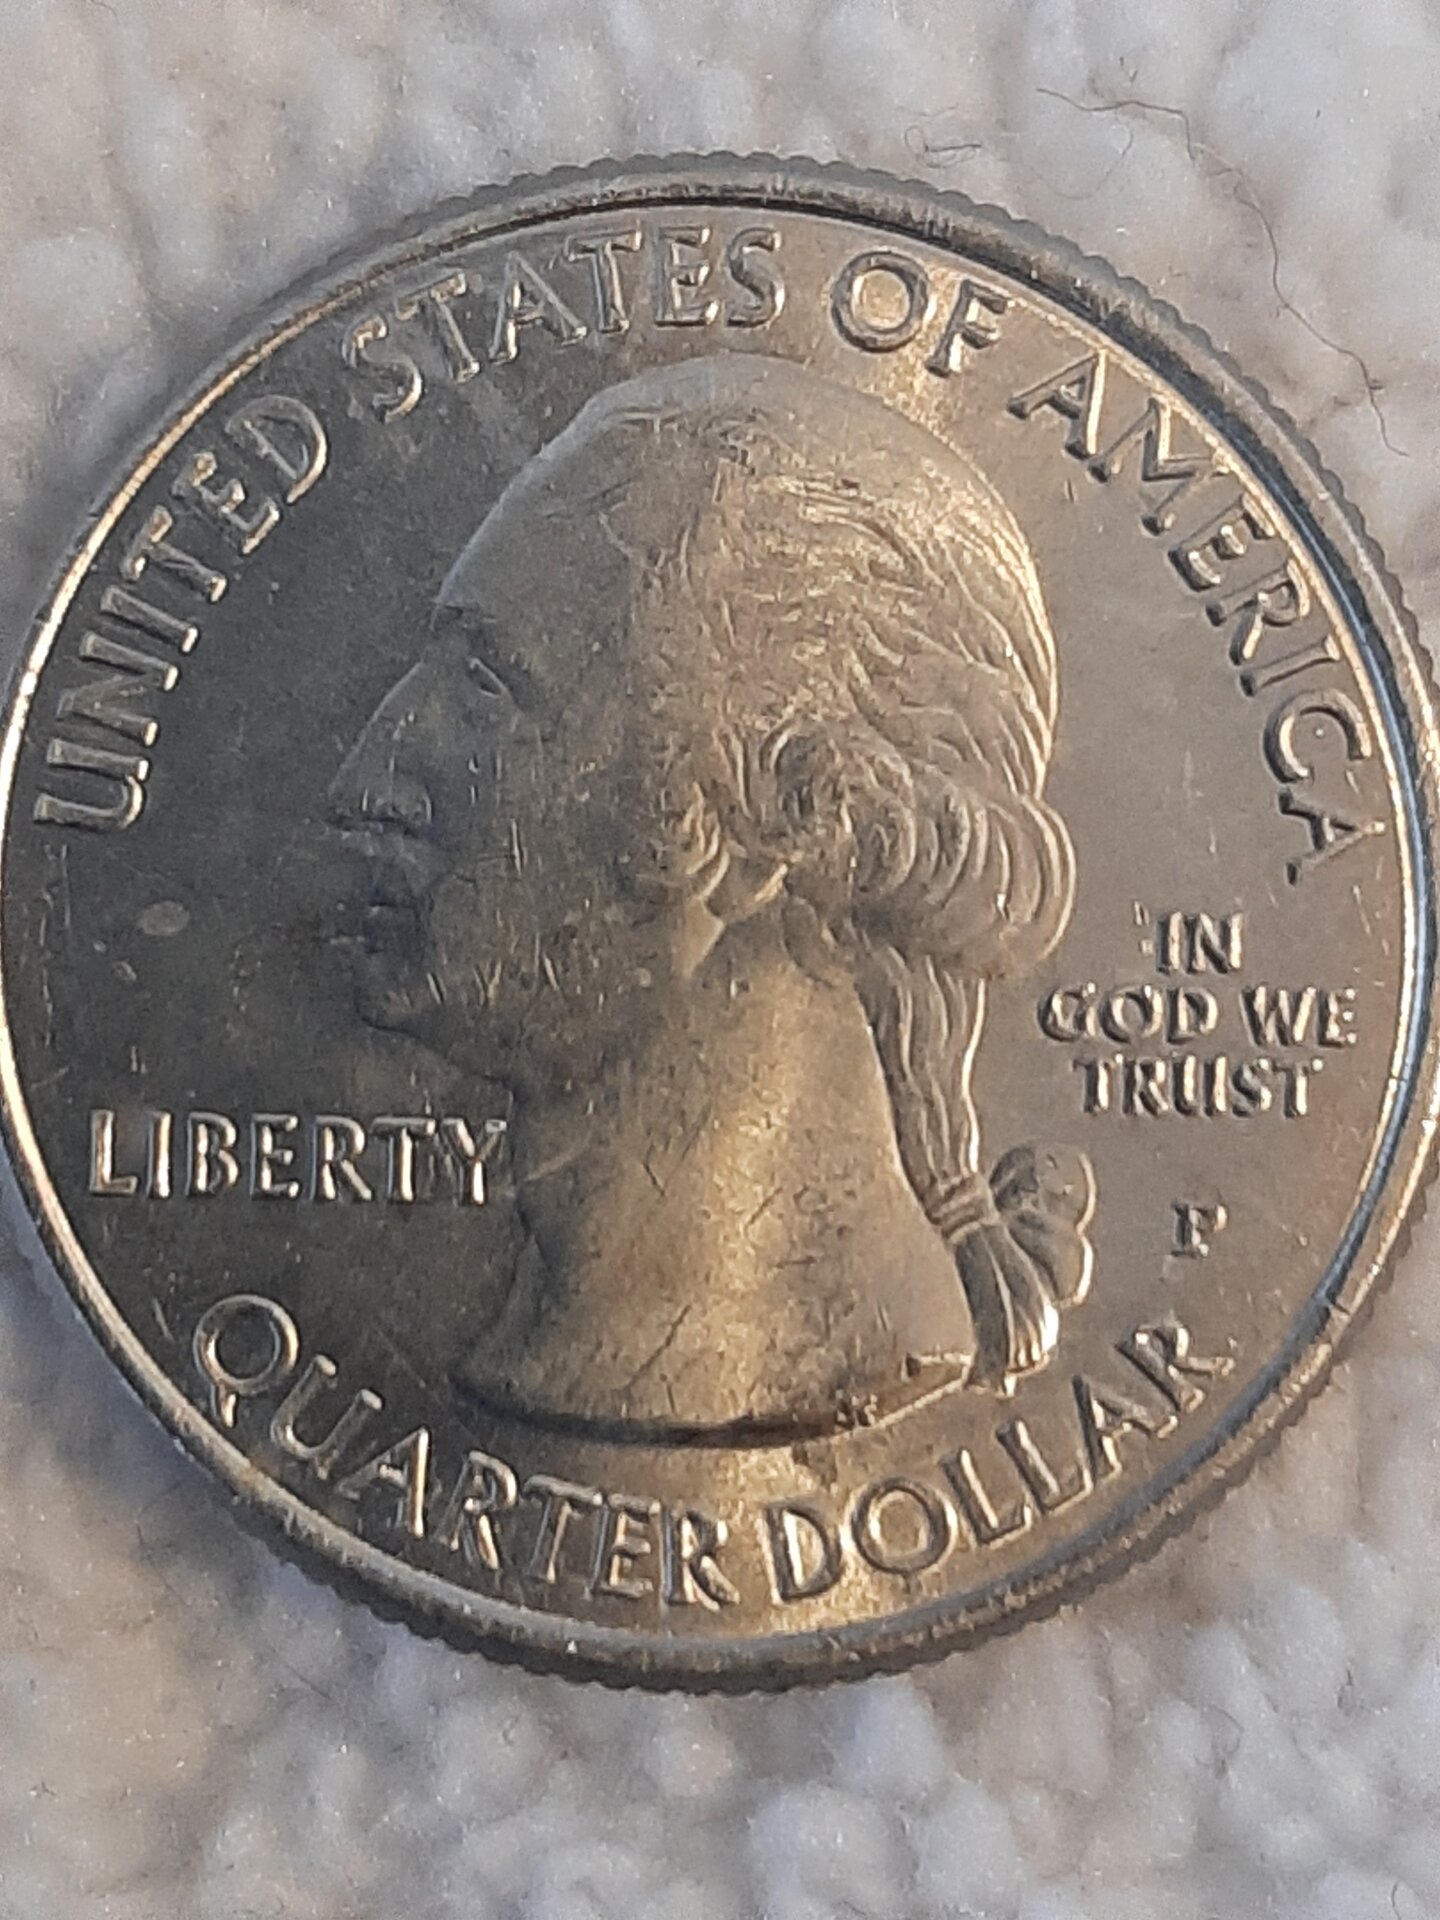 UNITED STATES OF AMERICA
IN
GOD WE
TRUST
LIBERTY
P
QUARTER DOLLAR